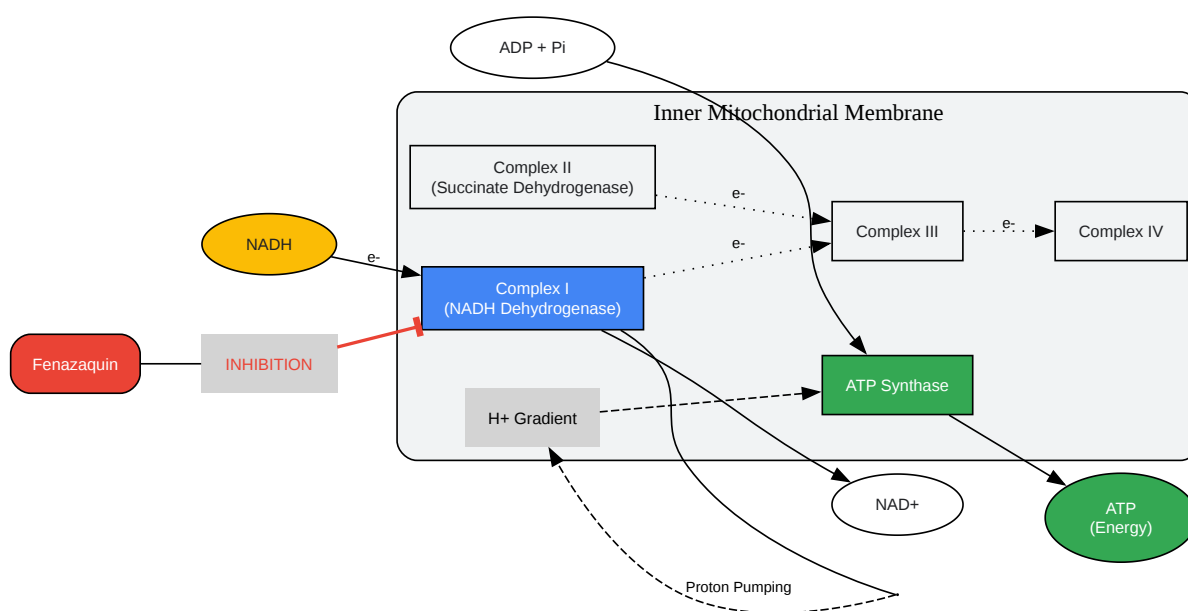 ADP + Pi
Inner Mitochondrial Membrane
Complex II
(Succinate Dehydrogenase)
e-
Complex III
e-
Complex IV
NADH
e-
e-
Complex I
(NADH Dehydrogenase)
Fenazaquin
INHIBITION
ATP Synthase
H+ Gradient
NAD+
ATP
(Energy)
Proton Pumping